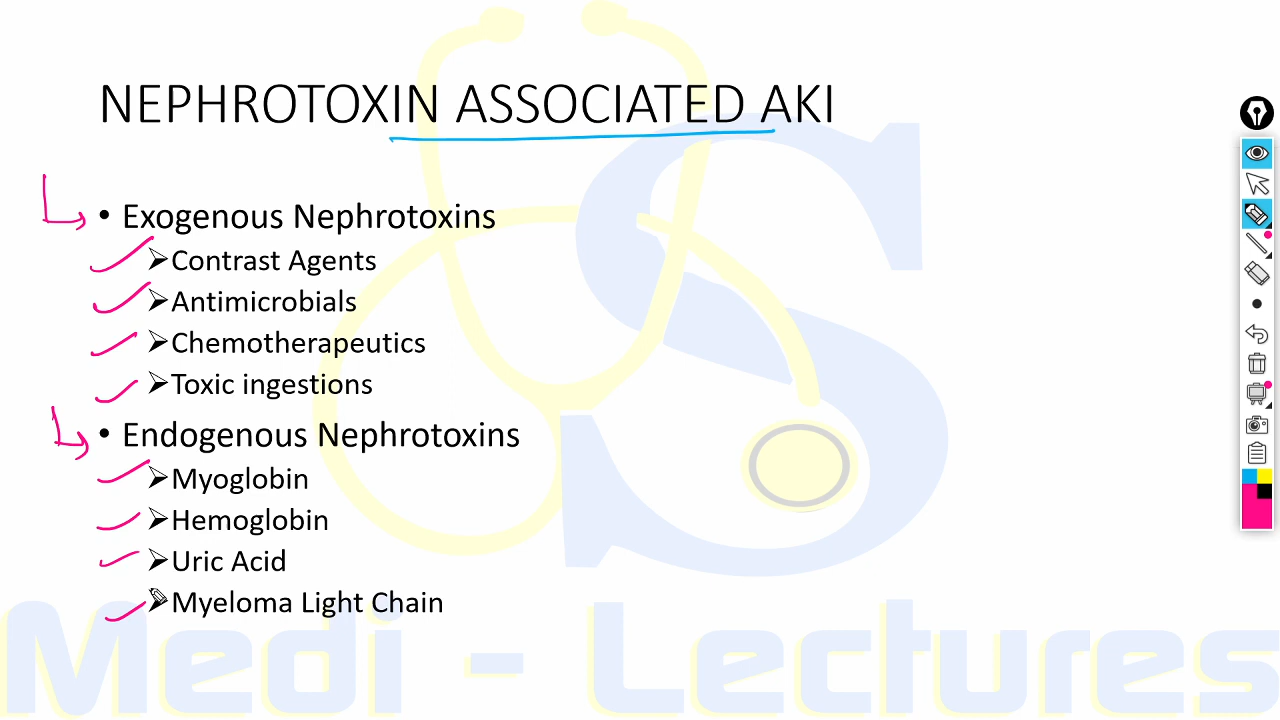 NEPHROTOXIN ASSOCIATED AKI
• Exogenous Nephrotoxins
➢Contrast Agents
➢Antimicrobials
➢Chemotherapeutics
➢Toxic ingestions
• Endogenous Nephrotoxins
➢Myoglobin
➢Hemoglobin
➢Uric Acid
➢Myeloma Light Chain
Medi - Lectures